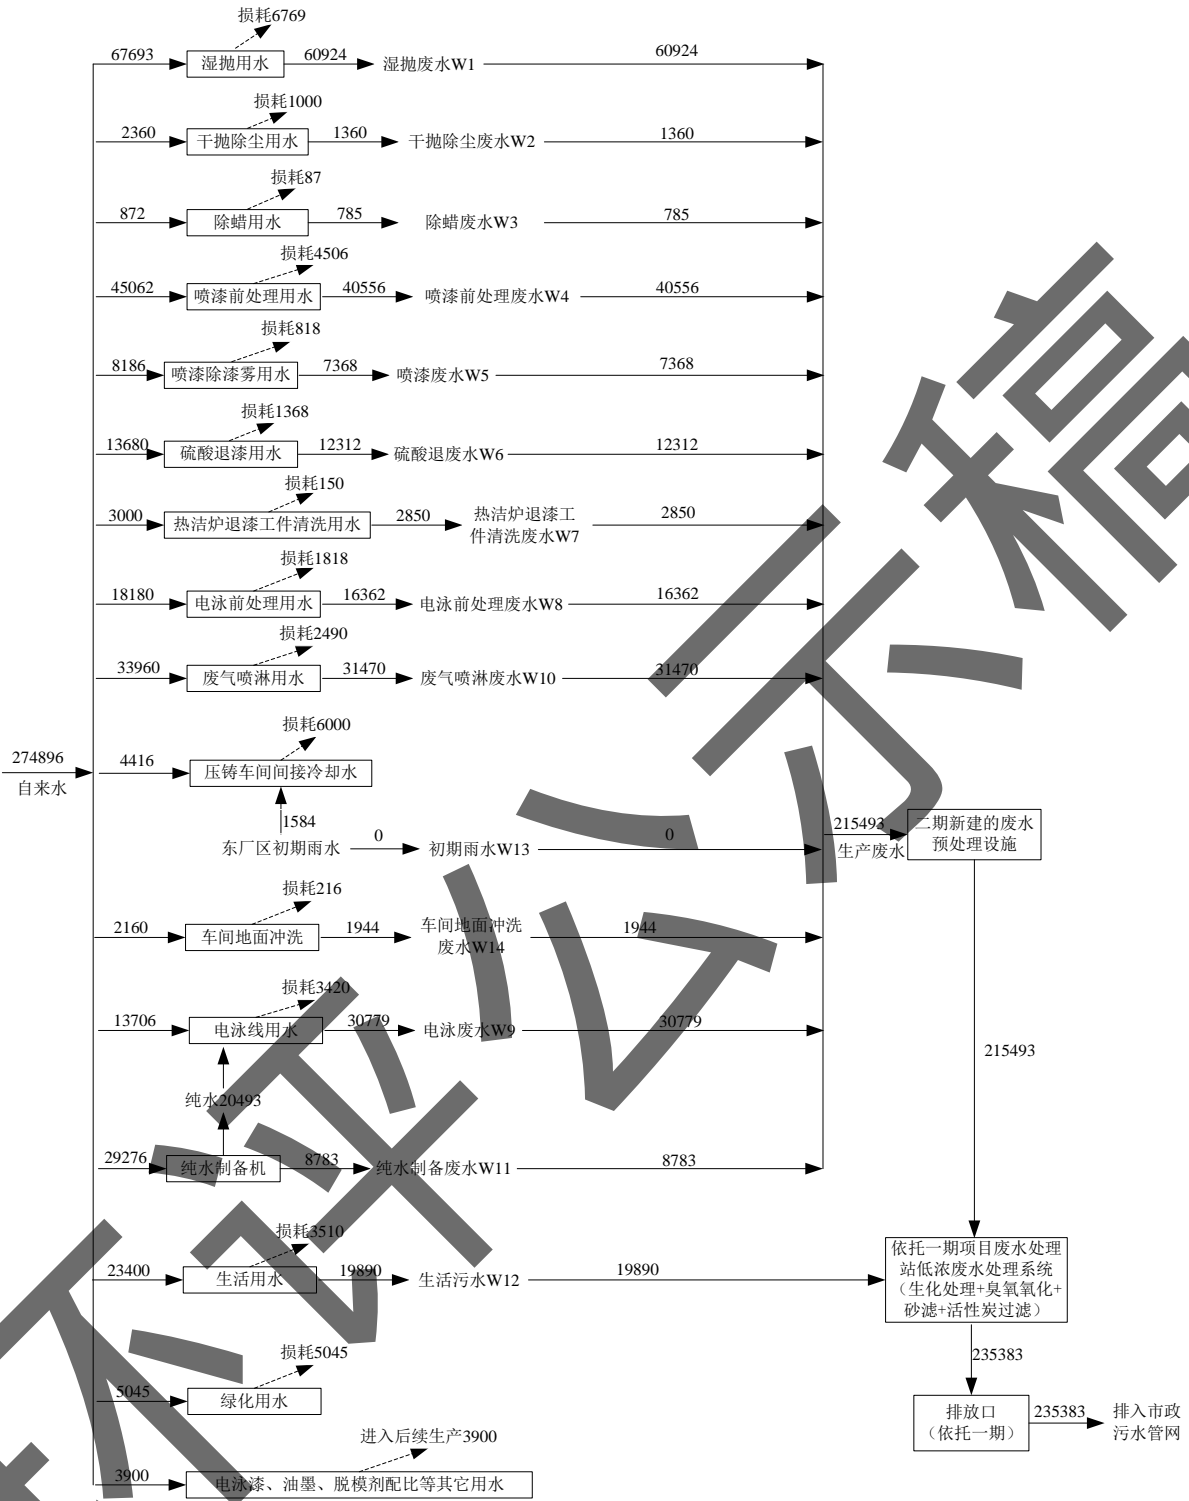 损耗6769
67693
湿抛用水
60924
湿抛废水W1
60924
损耗1000
2360
干抛除尘用水
1360
干抛除尘废水W2
1360
损耗87
872
除蜡用水
785
除蜡废水W3
785
损耗4506
45062
喷漆前处理用水
40556
喷漆前处理废水W4
40556
损耗818
8186
喷漆除漆雾用水
7368
喷漆废水W5
7368
损耗1368
13680
硫酸退漆用水
12312
硫酸退废水W6
12312
损耗150
3000
热洁炉退漆工件清洗用水
2850
热洁炉退漆工
件清洗废水W7
2850
损耗1818
18180
电泳前处理用水
16362
电泳前处理废水W8
16362
损耗2490
33960
废气喷淋用水
31470
废气喷淋废水W10
31470
损耗6000
274896
自来水
4416
压铸车间间接冷却水
1584
东厂区初期雨水
0
初期雨水W13
0
215493
生产废水
二期新建的废水
预处理设施
损耗216
2160
车间地面冲洗
1944
车间地面冲洗
废水W14
1944
损耗3420
13706
电泳线用水
30779
电泳废水W9
30779
215493
纯水20493
29276
纯水制备机
8783
纯水制备废水W11
8783
损耗3510
23400
生活用水
19890
生活污水W12
19890
依托一期项目废水处理
站低浓废水处理系统
（生化处理+臭氧氧化+
砂滤+活性炭过滤）
235383
损耗5045
5045
绿化用水
排放口
（依托一期）
235383
排入市政
污水管网
进入后续生产3900
3900
电泳漆、油墨、脱模剂配比等其它用水
环评公示稿